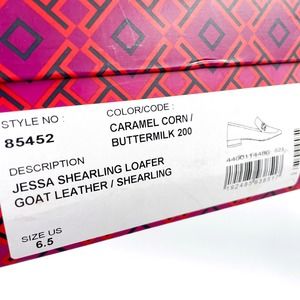 STYLE NO :
85452
COLOR/CODE :
CARAMEL CORN /
BUTTERMILK 200
DESCRIPTION
JESSA SHEARLING LOAFER
GOAT LEATHER / SHEARLING
SIZE US
6.5